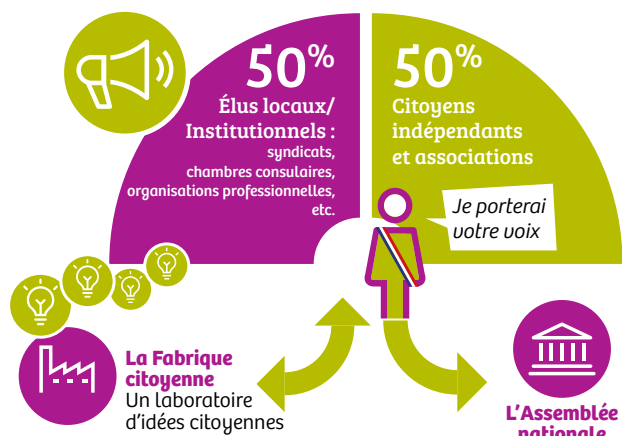 50%
Élus locaux/
Institutionnels :
syndicats,
chambres consulaires,
organisations professionnelles,
etc.
50%
Citoyens
indépendants
et associations
Je porterai
votre voix
La Fabrique
citoyenne
Un laboratoire
d'idées citoyennes
L'Assemblée
nationale